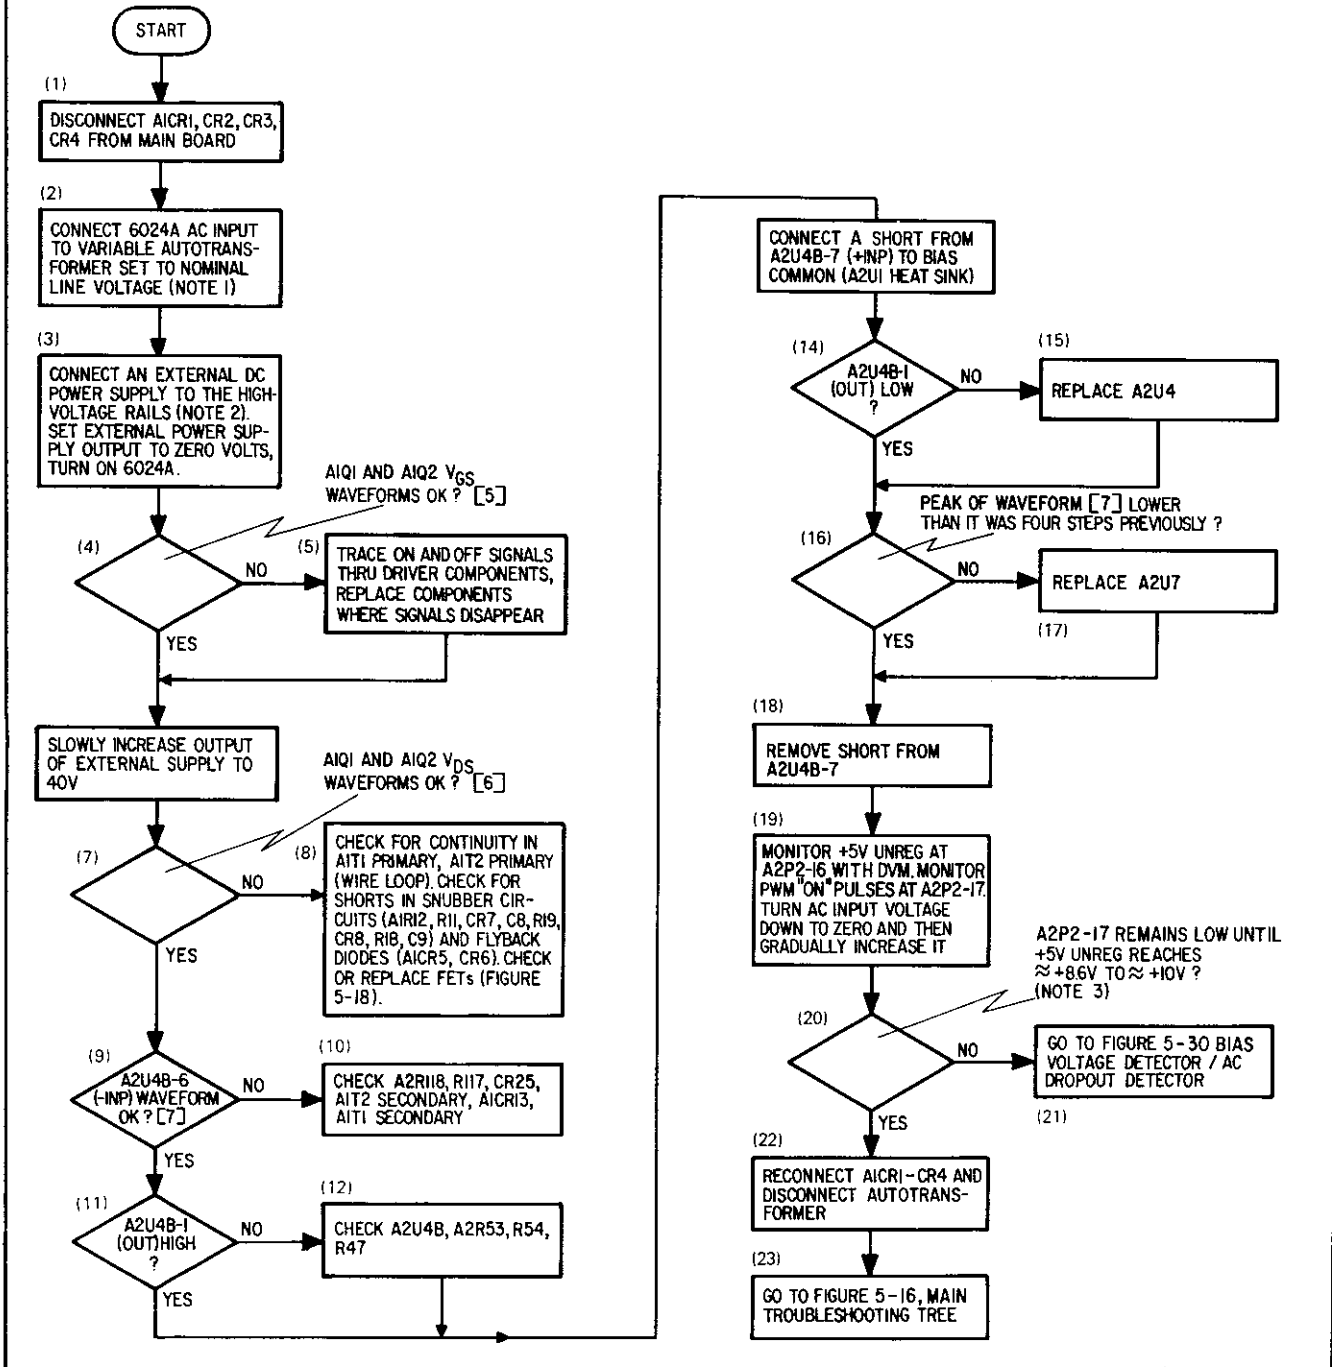 START
(1)
DISCONNECT A1CR1, CR2, CR3,
CR4 FROM MAIN BOARD
(2)
CONNECT 6024A AC INPUT
TO VARIABLE AUTOTRANS-
FORMER SET TO NOMINAL
LINE VOLTAGE (NOTE 1)
(3)
CONNECT AN EXTERNAL DC
POWER SUPPLY TO THE HIGH-
VOLTAGE RAILS (NOTE 2).
SET EXTERNAL POWER SUP-
PLY OUTPUT TO ZERO VOLTS,
TURN ON 6024A.
A1Q1 AND A1Q2 VGS
WAVEFORMS OK ? [5]
(4)
NO
YES
(5)
TRACE ON AND OFF SIGNALS
THRU DRIVER COMPONENTS,
REPLACE COMPONENTS
WHERE SIGNALS DISAPPEAR
SLOWLY INCREASE OUTPUT
OF EXTERNAL SUPPLY TO
40V
A1Q1 AND A1Q2 VDS
WAVEFORMS OK ? [6]
(7)
NO
YES
(8)
CHECK FOR CONTINUITY IN
A1T1 PRIMARY, A1T2 PRIMARY
(WIRE LOOP). CHECK FOR
SHORTS IN SNUBBER CIR-
CUITS (A1R12, R11, CR7, C8, R19,
CR8, R18, C9) AND FLYBACK
DIODES (A1CR5, CR6). CHECK
OR REPLACE FETs (FIGURE
5-18).
(9)
A2U4B-6
(-INP) WAVEFORM
OK ? [7]
NO
YES
(10)
CHECK A2R118, R117, CR25,
A1T2 SECONDARY, A1CR13,
A1T1 SECONDARY
(11)
A2U4B-1
(OUT) HIGH
?
NO
YES
(12)
CHECK A2U4B, A2R53, R54,
R47
CONNECT A SHORT FROM
A2U4B-7 (+INP) TO BIAS
COMMON (A2U1 HEAT SINK)
(14)
A2U4B-1
(OUT) LOW
?
NO
YES
(15)
REPLACE A2U4
PEAK OF WAVEFORM [7] LOWER
THAN IT WAS FOUR STEPS PREVIOUSLY ?
(16)
NO
YES
REPLACE A2U7
(17)
(18)
REMOVE SHORT FROM
A2U4B-7
(19)
MONITOR +5V UNREG AT
A2P2-16 WITH DVM. MONITOR
PWM "ON" PULSES AT A2P2-17.
TURN AC INPUT VOLTAGE
DOWN TO ZERO AND THEN
GRADUALLY INCREASE IT
A2P2-17 REMAINS LOW UNTIL
+5V UNREG REACHES
≈ +8.6V TO ≈ +10V ?
(NOTE 3)
(20)
NO
YES
GO TO FIGURE 5-30 BIAS
VOLTAGE DETECTOR / AC
DROPOUT DETECTOR
(21)
(22)
RECONNECT A1CR1-CR4 AND
DISCONNECT AUTOTRANS-
FORMER
(23)
GO TO FIGURE 5-16, MAIN
TROUBLESHOOTING TREE